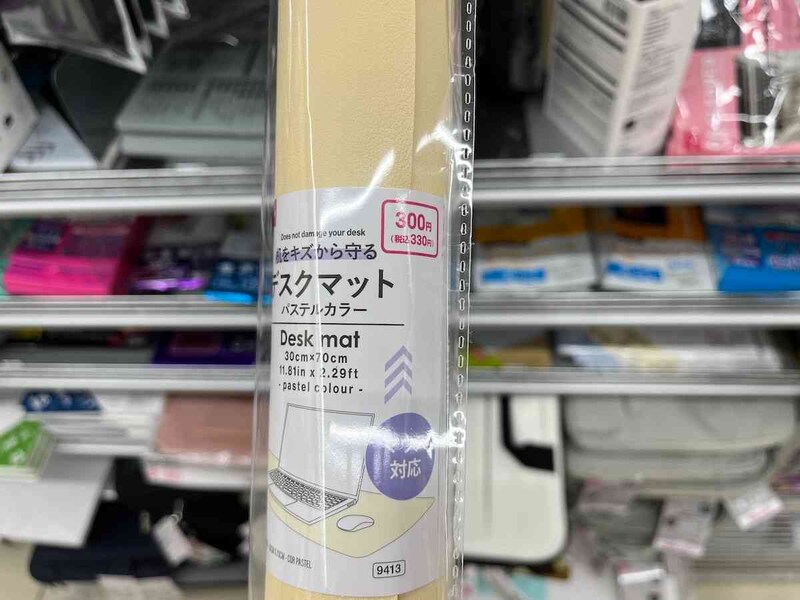 300円
(税込330円)
Does not damage your desk
机をキズから守る
デスクマット
パステルカラー
Desk mat
30cm×70cm
11.81in x 2.29ft
- pastel colour -
対応
9413